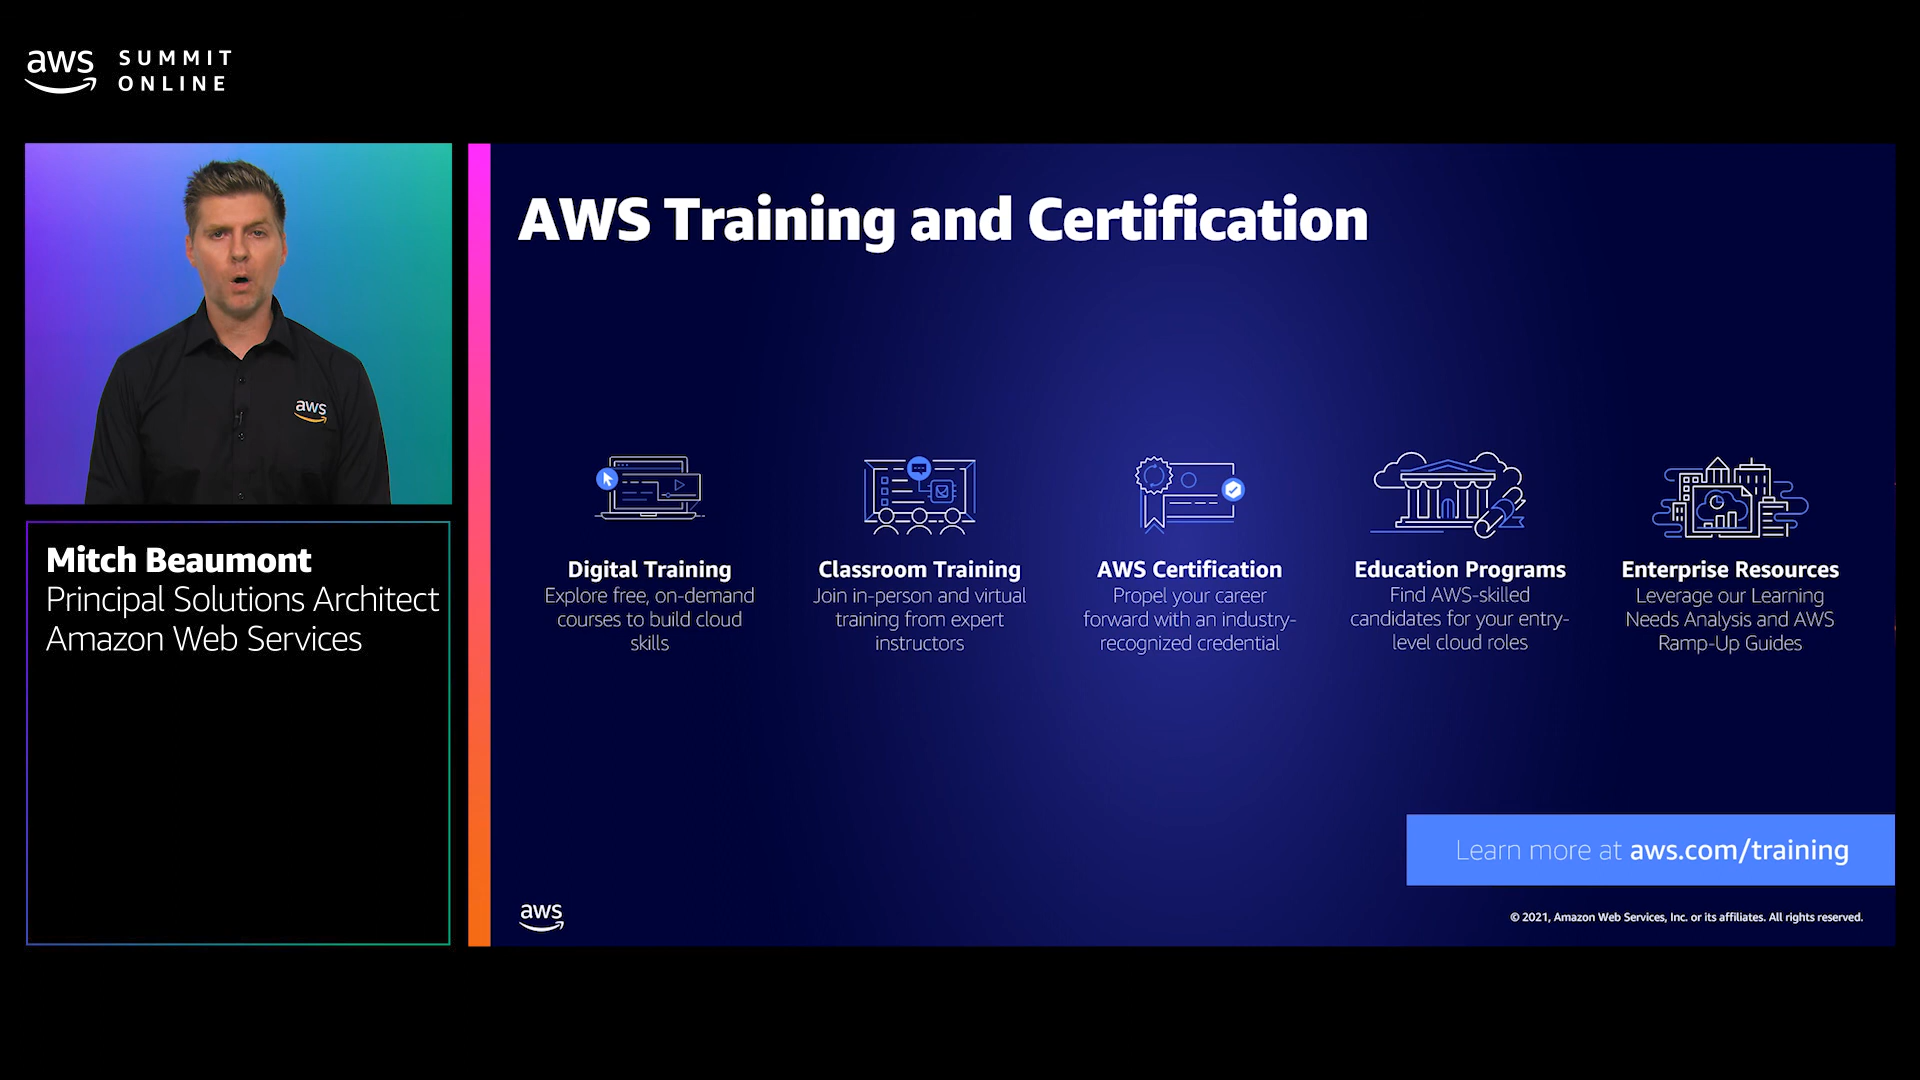 aws SUMMIT
ONLINE
aws
Mitch Beaumont
Principal Solutions Architect
Amazon Web Services
AWS Training and Certification
Digital Training
Explore free, on-demand
courses to build cloud
skills
Classroom Training
Join in-person and virtual
training from expert
instructors
AWS Certification
Propel your career
forward with an industry-
recognized credential
Education Programs
Find AWS-skilled
candidates for your entry-
level cloud roles
Enterprise Resources
Leverage our Learning
Needs Analysis and AWS
Ramp-Up Guides
Learn more at aws.com/training
aws
© 2021, Amazon Web Services, Inc. or its affiliates. All rights reserved.